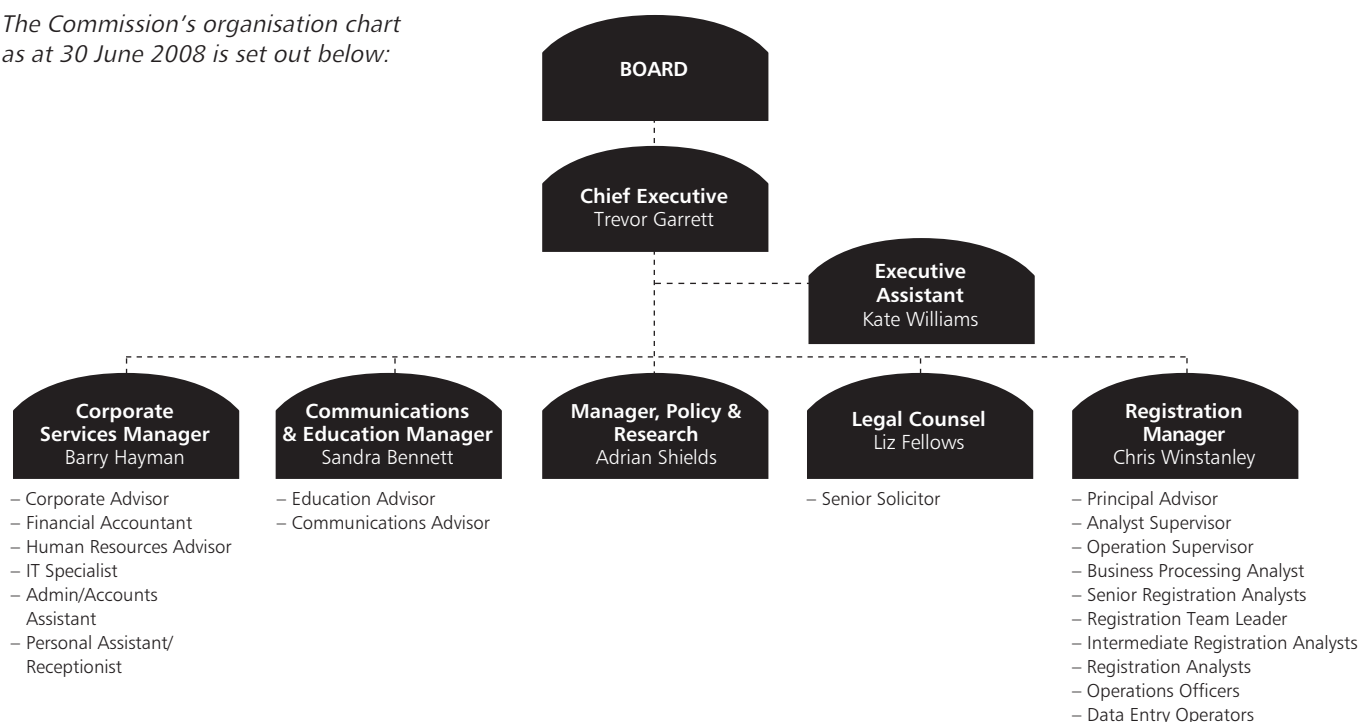 The Commission's organisation chart
as at 30 June 2008 is set out below:
BOARD
Chief Executive
Trevor Garrett
Executive
Assistant
Kate Williams
Corporate
Services Manager
Barry Hayman
– Corporate Advisor
– Financial Accountant
– Human Resources Advisor
– IT Specialist
– Admin/Accounts
Assistant
– Personal Assistant/
Receptionist
Communications
& Education Manager
Sandra Bennett
– Education Advisor
– Communications Advisor
Manager, Policy &
Research
Adrian Shields
Legal Counsel
Liz Fellows
– Senior Solicitor
Registration
Manager
Chris Winstanley
– Principal Advisor
– Analyst Supervisor
– Operation Supervisor
– Business Processing Analyst
– Senior Registration Analysts
– Registration Team Leader
– Intermediate Registration Analysts
– Registration Analysts
– Operations Officers
– Data Entry Operators